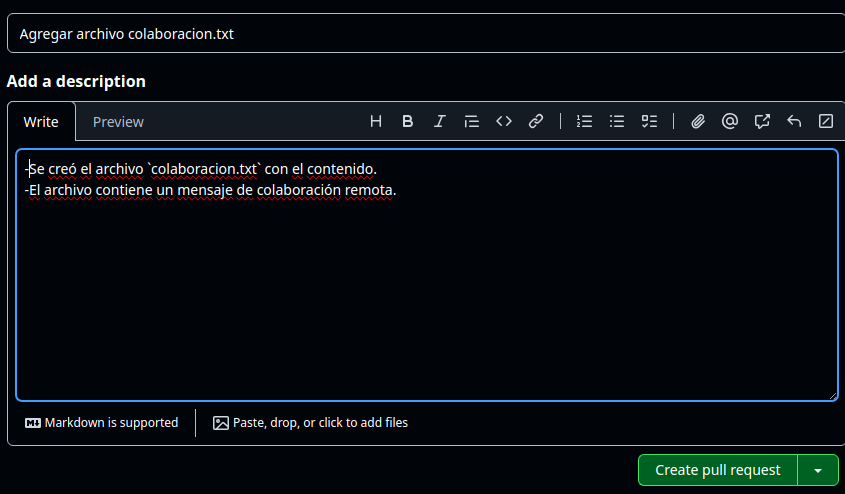 Agregar archivo colaboracion.txt
Add a description
Write Preview
-Se creó el archivo `colaboracion.txt` con el contenido.
-El archivo contiene un mensaje de colaboración remota.
Markdown is supported Paste, drop, or click to add files
Create pull request